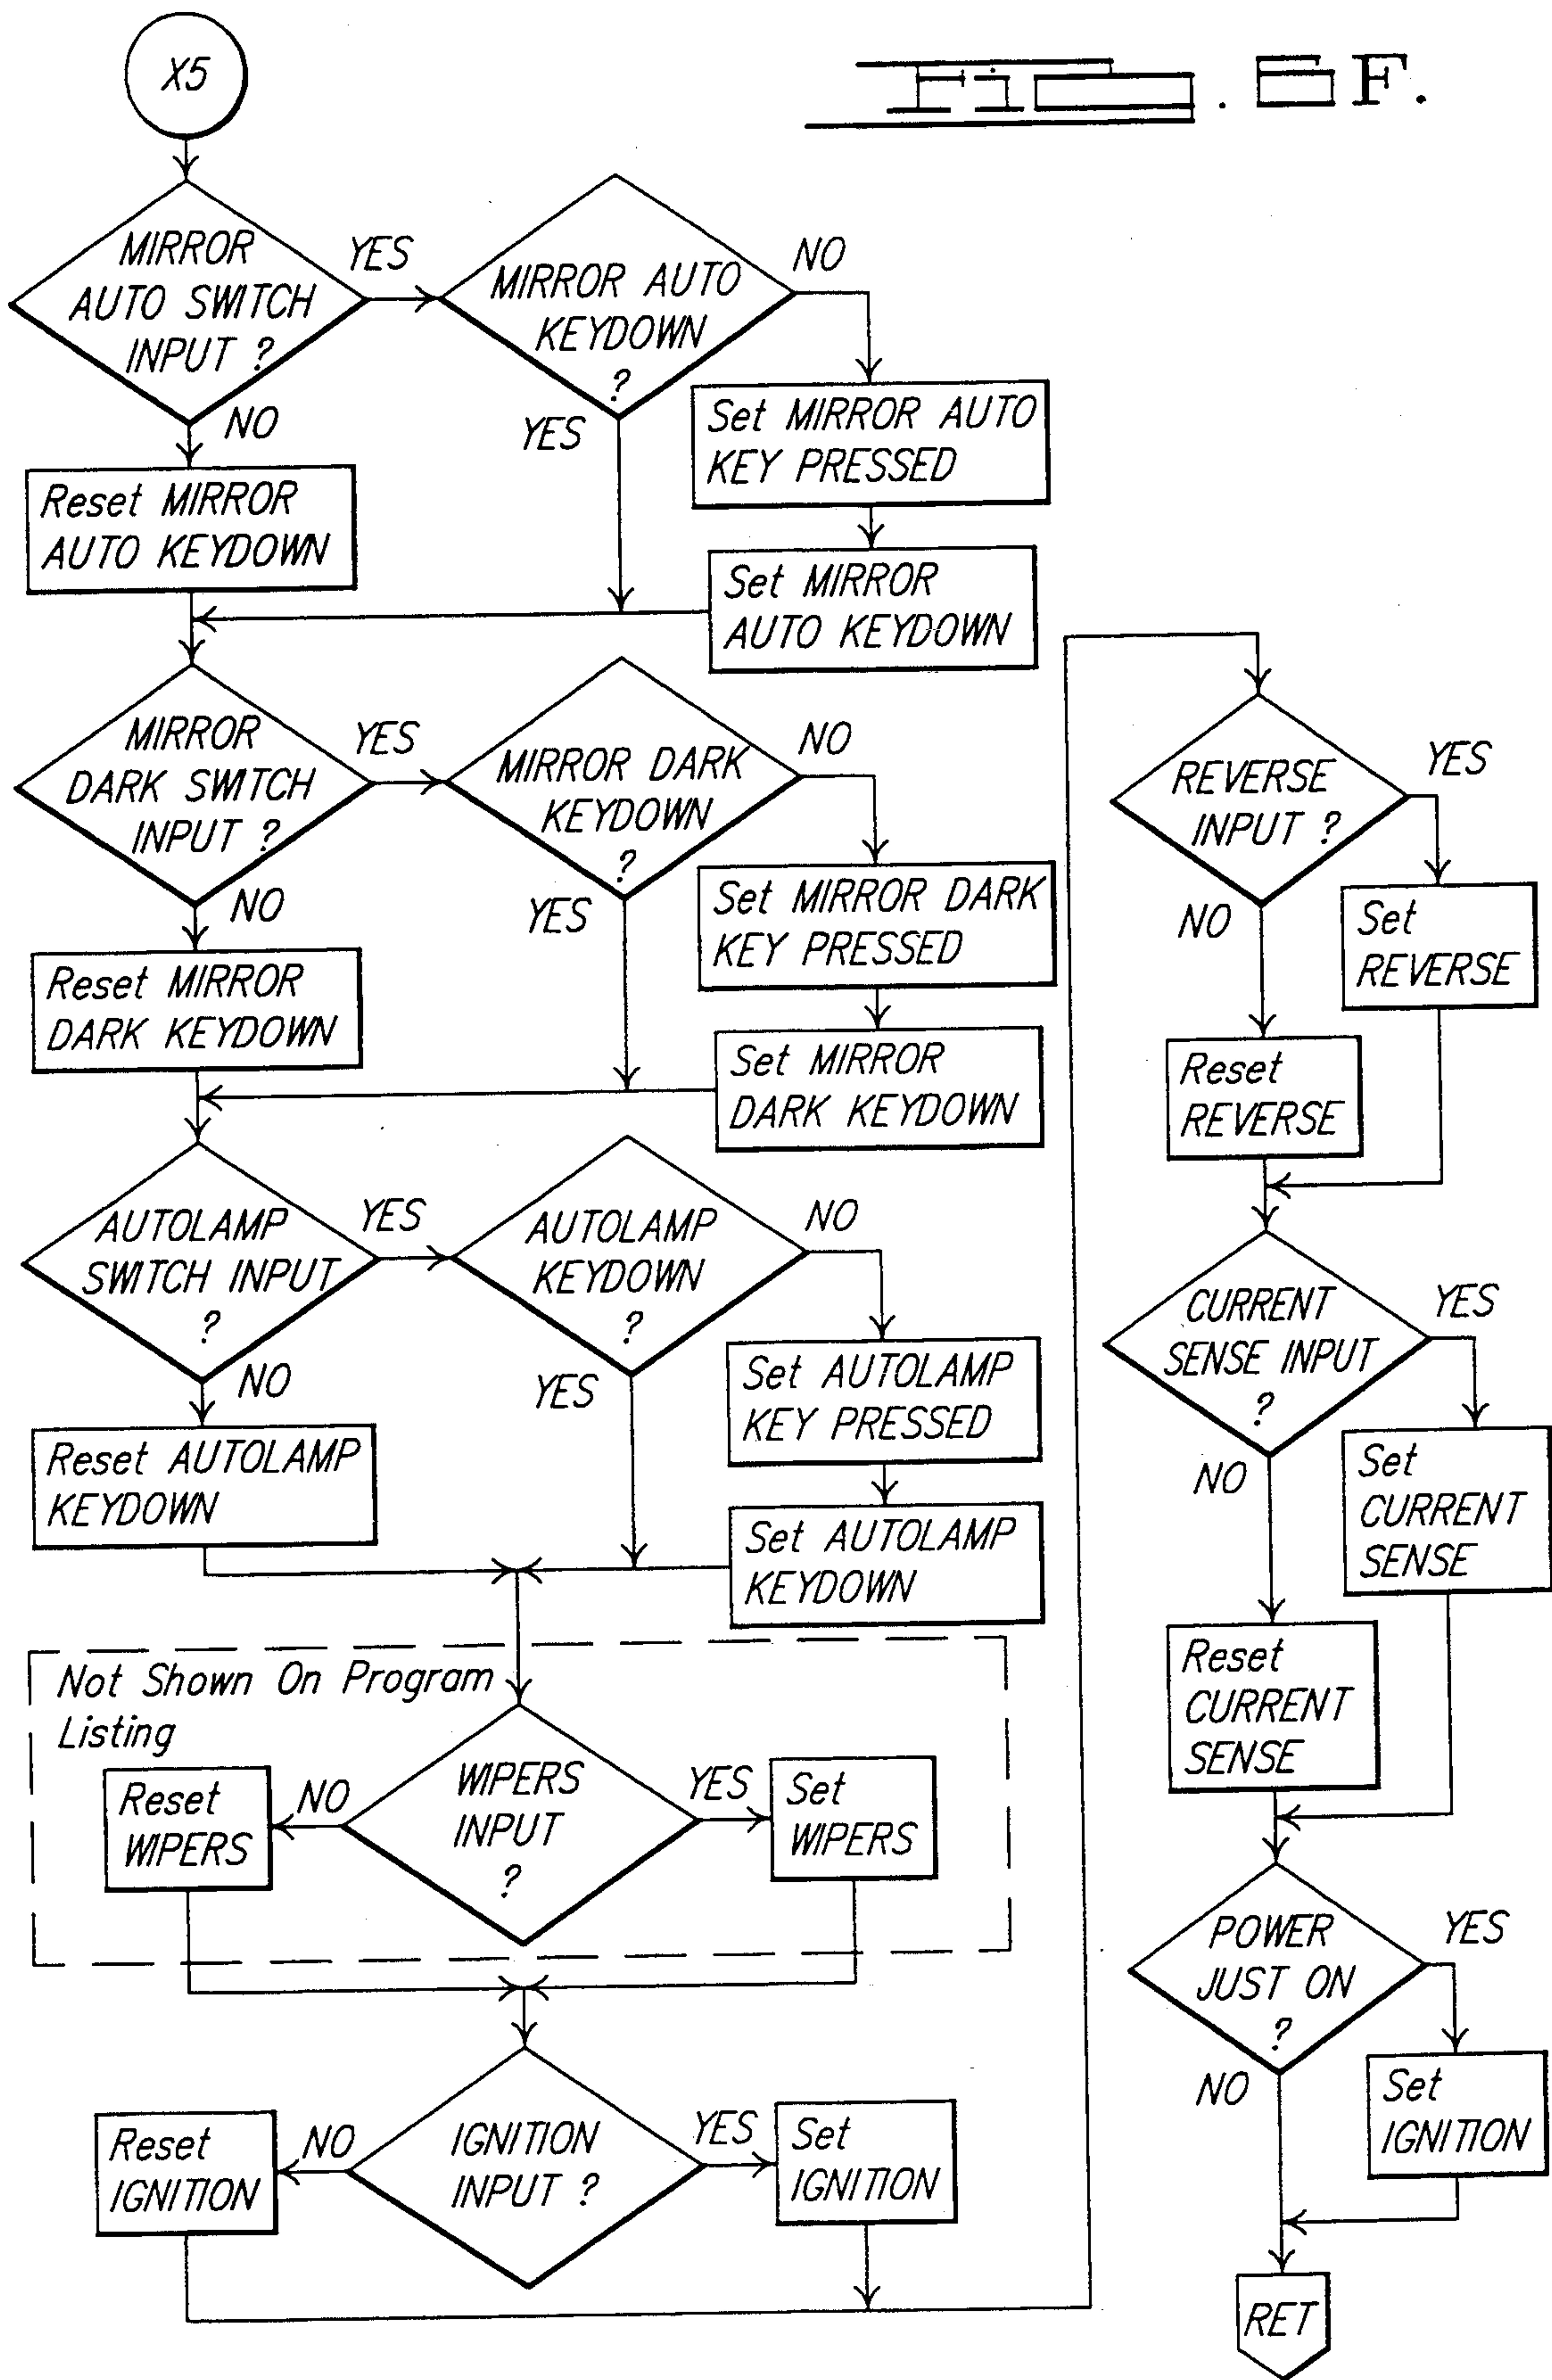 X5
Fig. 6F.
MIRROR
AUTO SWITCH
INPUT ?
YES
NO
MIRROR AUTO
KEYDOWN
?
NO
YES
Set MIRROR AUTO
KEY PRESSED
Reset MIRROR
AUTO KEYDOWN
Set MIRROR
AUTO KEYDOWN
MIRROR
DARK SWITCH
INPUT ?
YES
NO
MIRROR DARK
KEYDOWN
?
NO
YES
Set MIRROR DARK
KEY PRESSED
Reset MIRROR
DARK KEYDOWN
Set MIRROR
DARK KEYDOWN
AUTOLAMP
SWITCH INPUT
?
YES
NO
AUTOLAMP
KEYDOWN
?
NO
YES
Set AUTOLAMP
KEY PRESSED
Reset AUTOLAMP
KEYDOWN
Set AUTOLAMP
KEYDOWN
Not Shown On Program
Listing
WIPERS
INPUT
?
NO
YES
Reset
WIPERS
Set
WIPERS
IGNITION
INPUT ?
NO
YES
Reset
IGNITION
Set
IGNITION
REVERSE
INPUT ?
YES
NO
Set
REVERSE
Reset
REVERSE
CURRENT
SENSE INPUT
?
YES
NO
Set
CURRENT
SENSE
Reset
CURRENT
SENSE
POWER
JUST ON
?
YES
NO
Set
IGNITION
RET